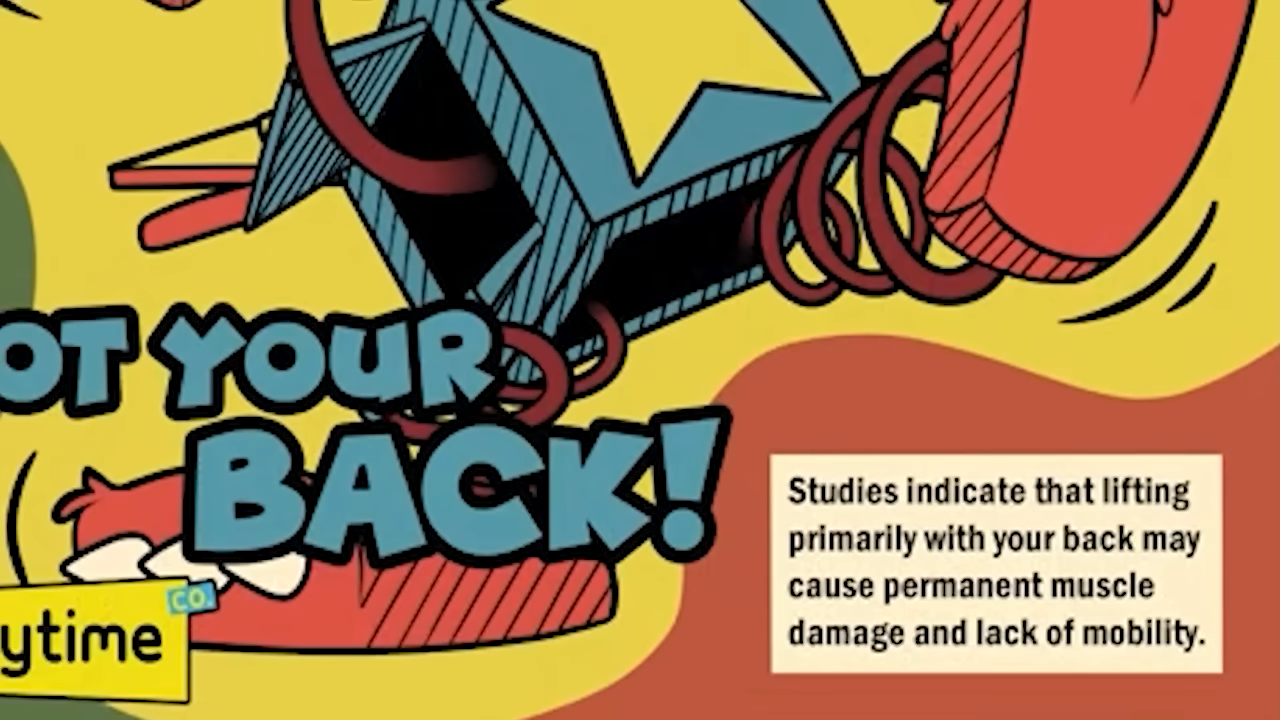 OT YOUR
BACK!
ytime
CO.
Studies indicate that lifting
primarily with your back may
cause permanent muscle
damage and lack of mobility.